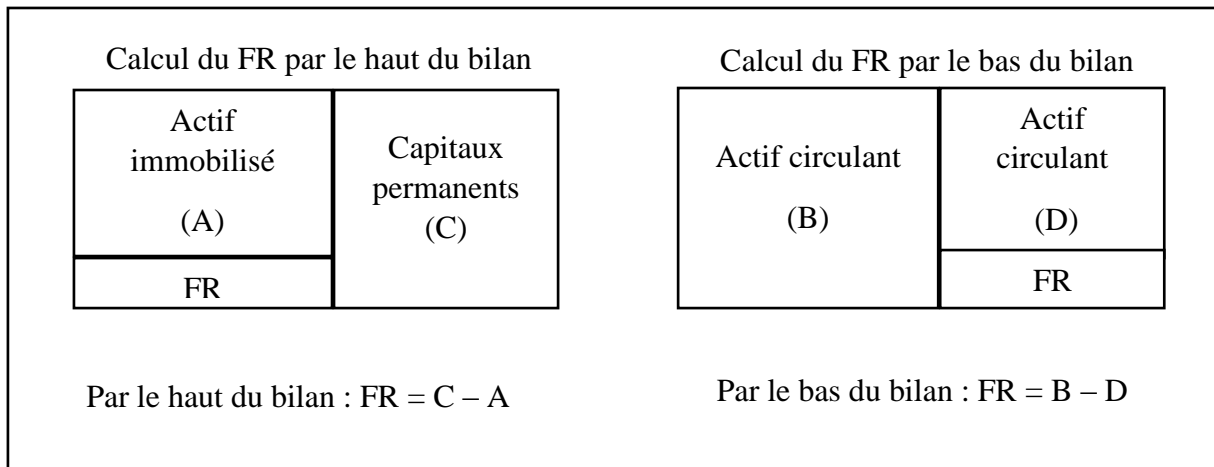 Calcul du FR par le haut du bilan
Actif
immobilisé
(A)
FR
Capitaux
permanents
(C)
Par le haut du bilan : FR = C – A
Calcul du FR par le bas du bilan
Actif circulant
(B)
Actif
circulant
(D)
FR
Par le bas du bilan : FR = B – D